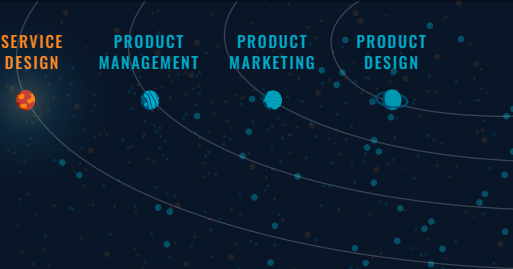 SERVICE
DESIGN
PRODUCT
MANAGEMENT
PRODUCT
MARKETING
PRODUCT
DESIGN